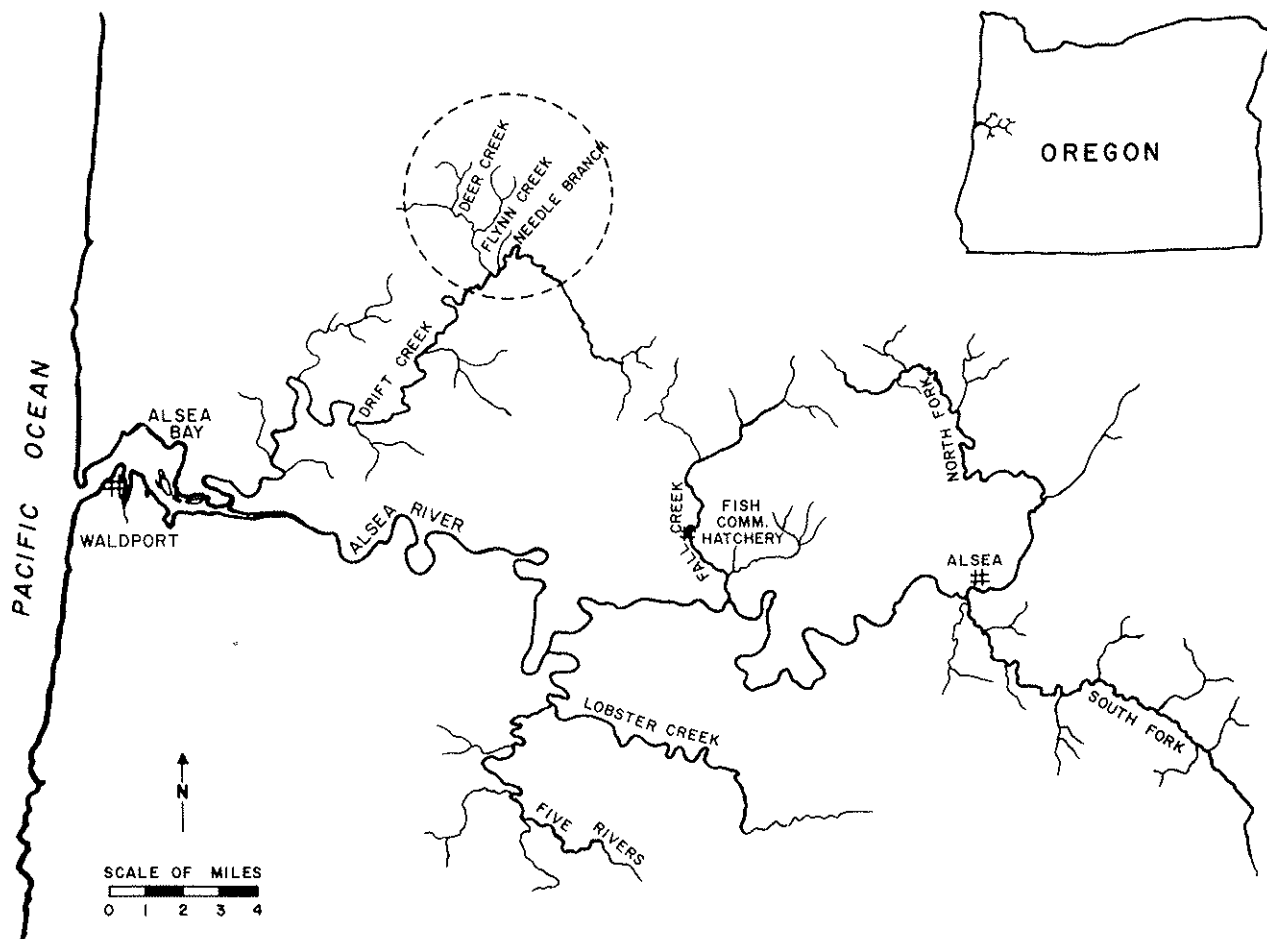 OREGON
DEER CREEK
FLYNN CREEK
NEEDLE BRANCH
DRIFT CREEK
PACIFIC OCEAN
ALSEA
BAY
WALDPORT
ALSEA RIVER
FALL CREEK
FISH
COMM.
HATCHERY
NORTH FORK
ALSEA
SOUTH FORK
LOBSTER CREEK
FIVE RIVERS
N
SCALE OF MILES
0 1 2 3 4